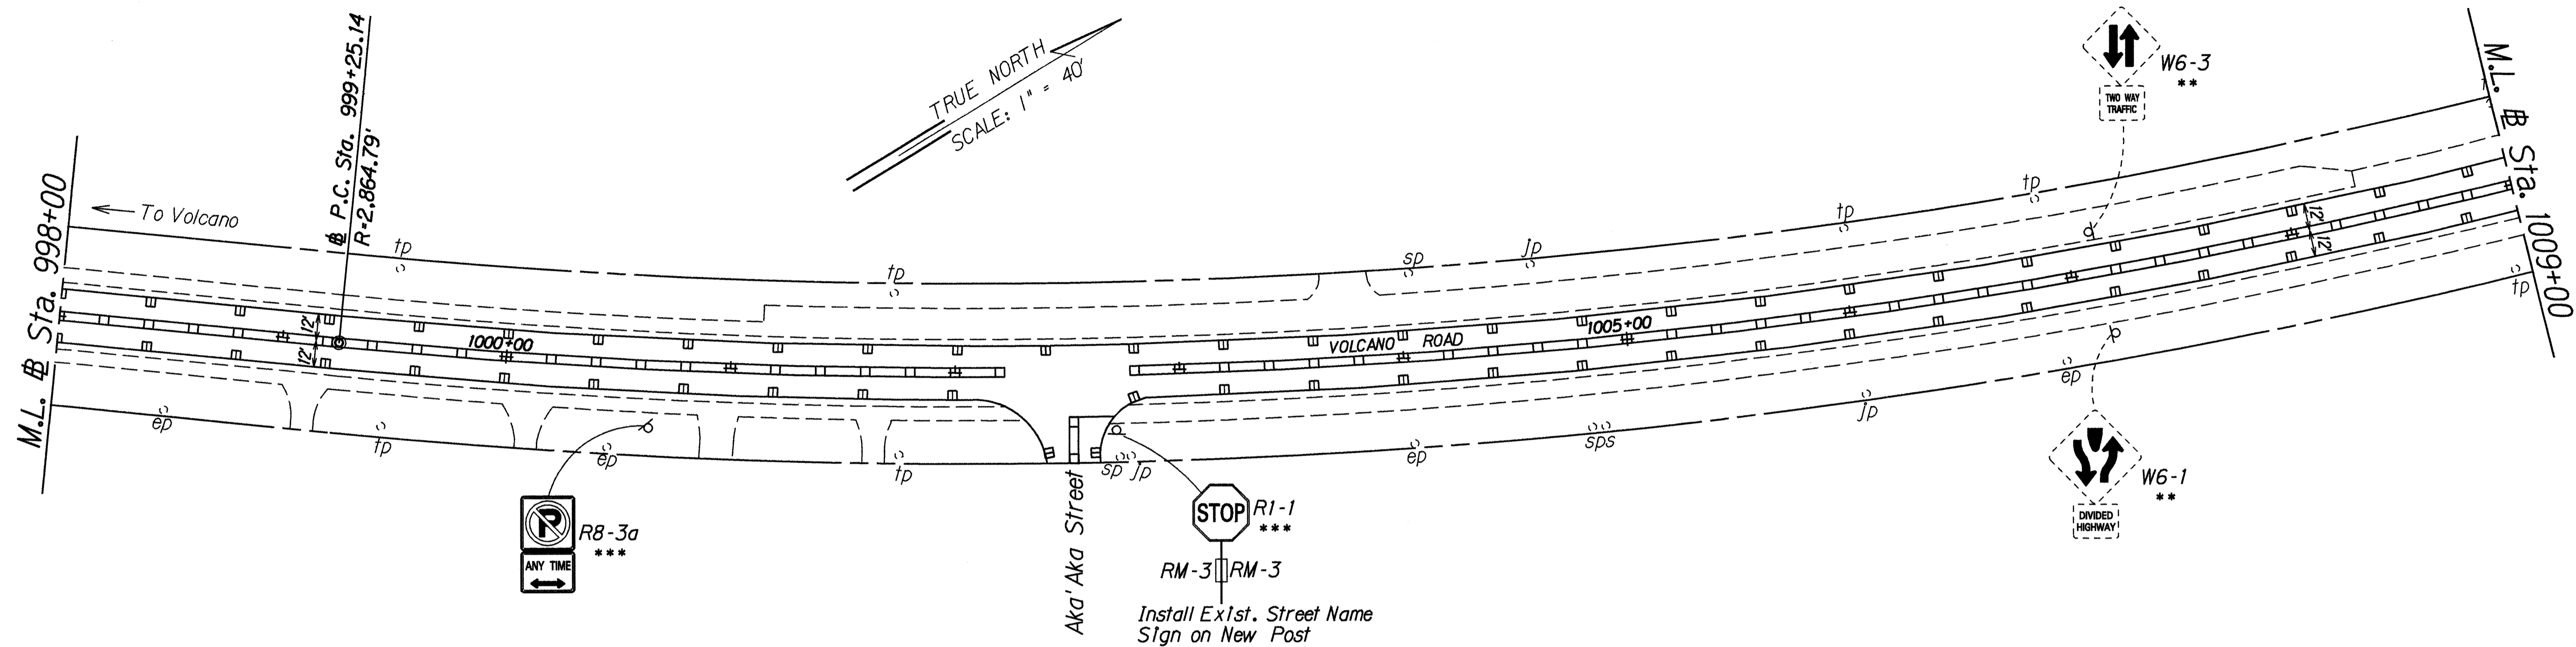 M.L. B Sta. 998+00
To Volcano
B P.C. Sta. 999+25.14
R=2,864.79'
TRUE NORTH
SCALE: 1" = 40'
W6-3
**
TWO WAY
TRAFFIC
M.L. B Sta. 1009+00
tp
tp
sp
jp
tp
tp
12'
12'
1000+00
VOLCANO ROAD
1005+00
12'
12'
ep
tp
ep
tp
sp
jp
ep
sps
jp
ep
tp
R8-3a
***
P
ANY TIME
Aka' Aka Street
STOP
R1-1
***
RM-3
RM-3
Install Exist. Street Name
Sign on New Post
W6-1
**
DIVIDED
HIGHWAY